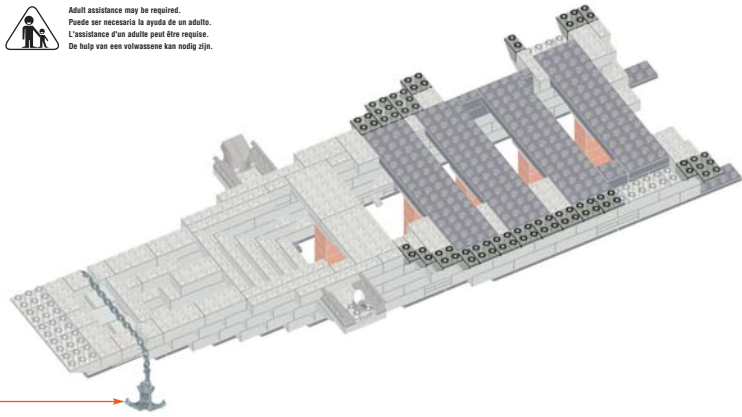 Adult assistance may be required.
Puede ser necesaria la ayuda de un adulto.
L'assistance d'un adulte peut être requise.
De hulp van een volwassene kan nodig zijn.